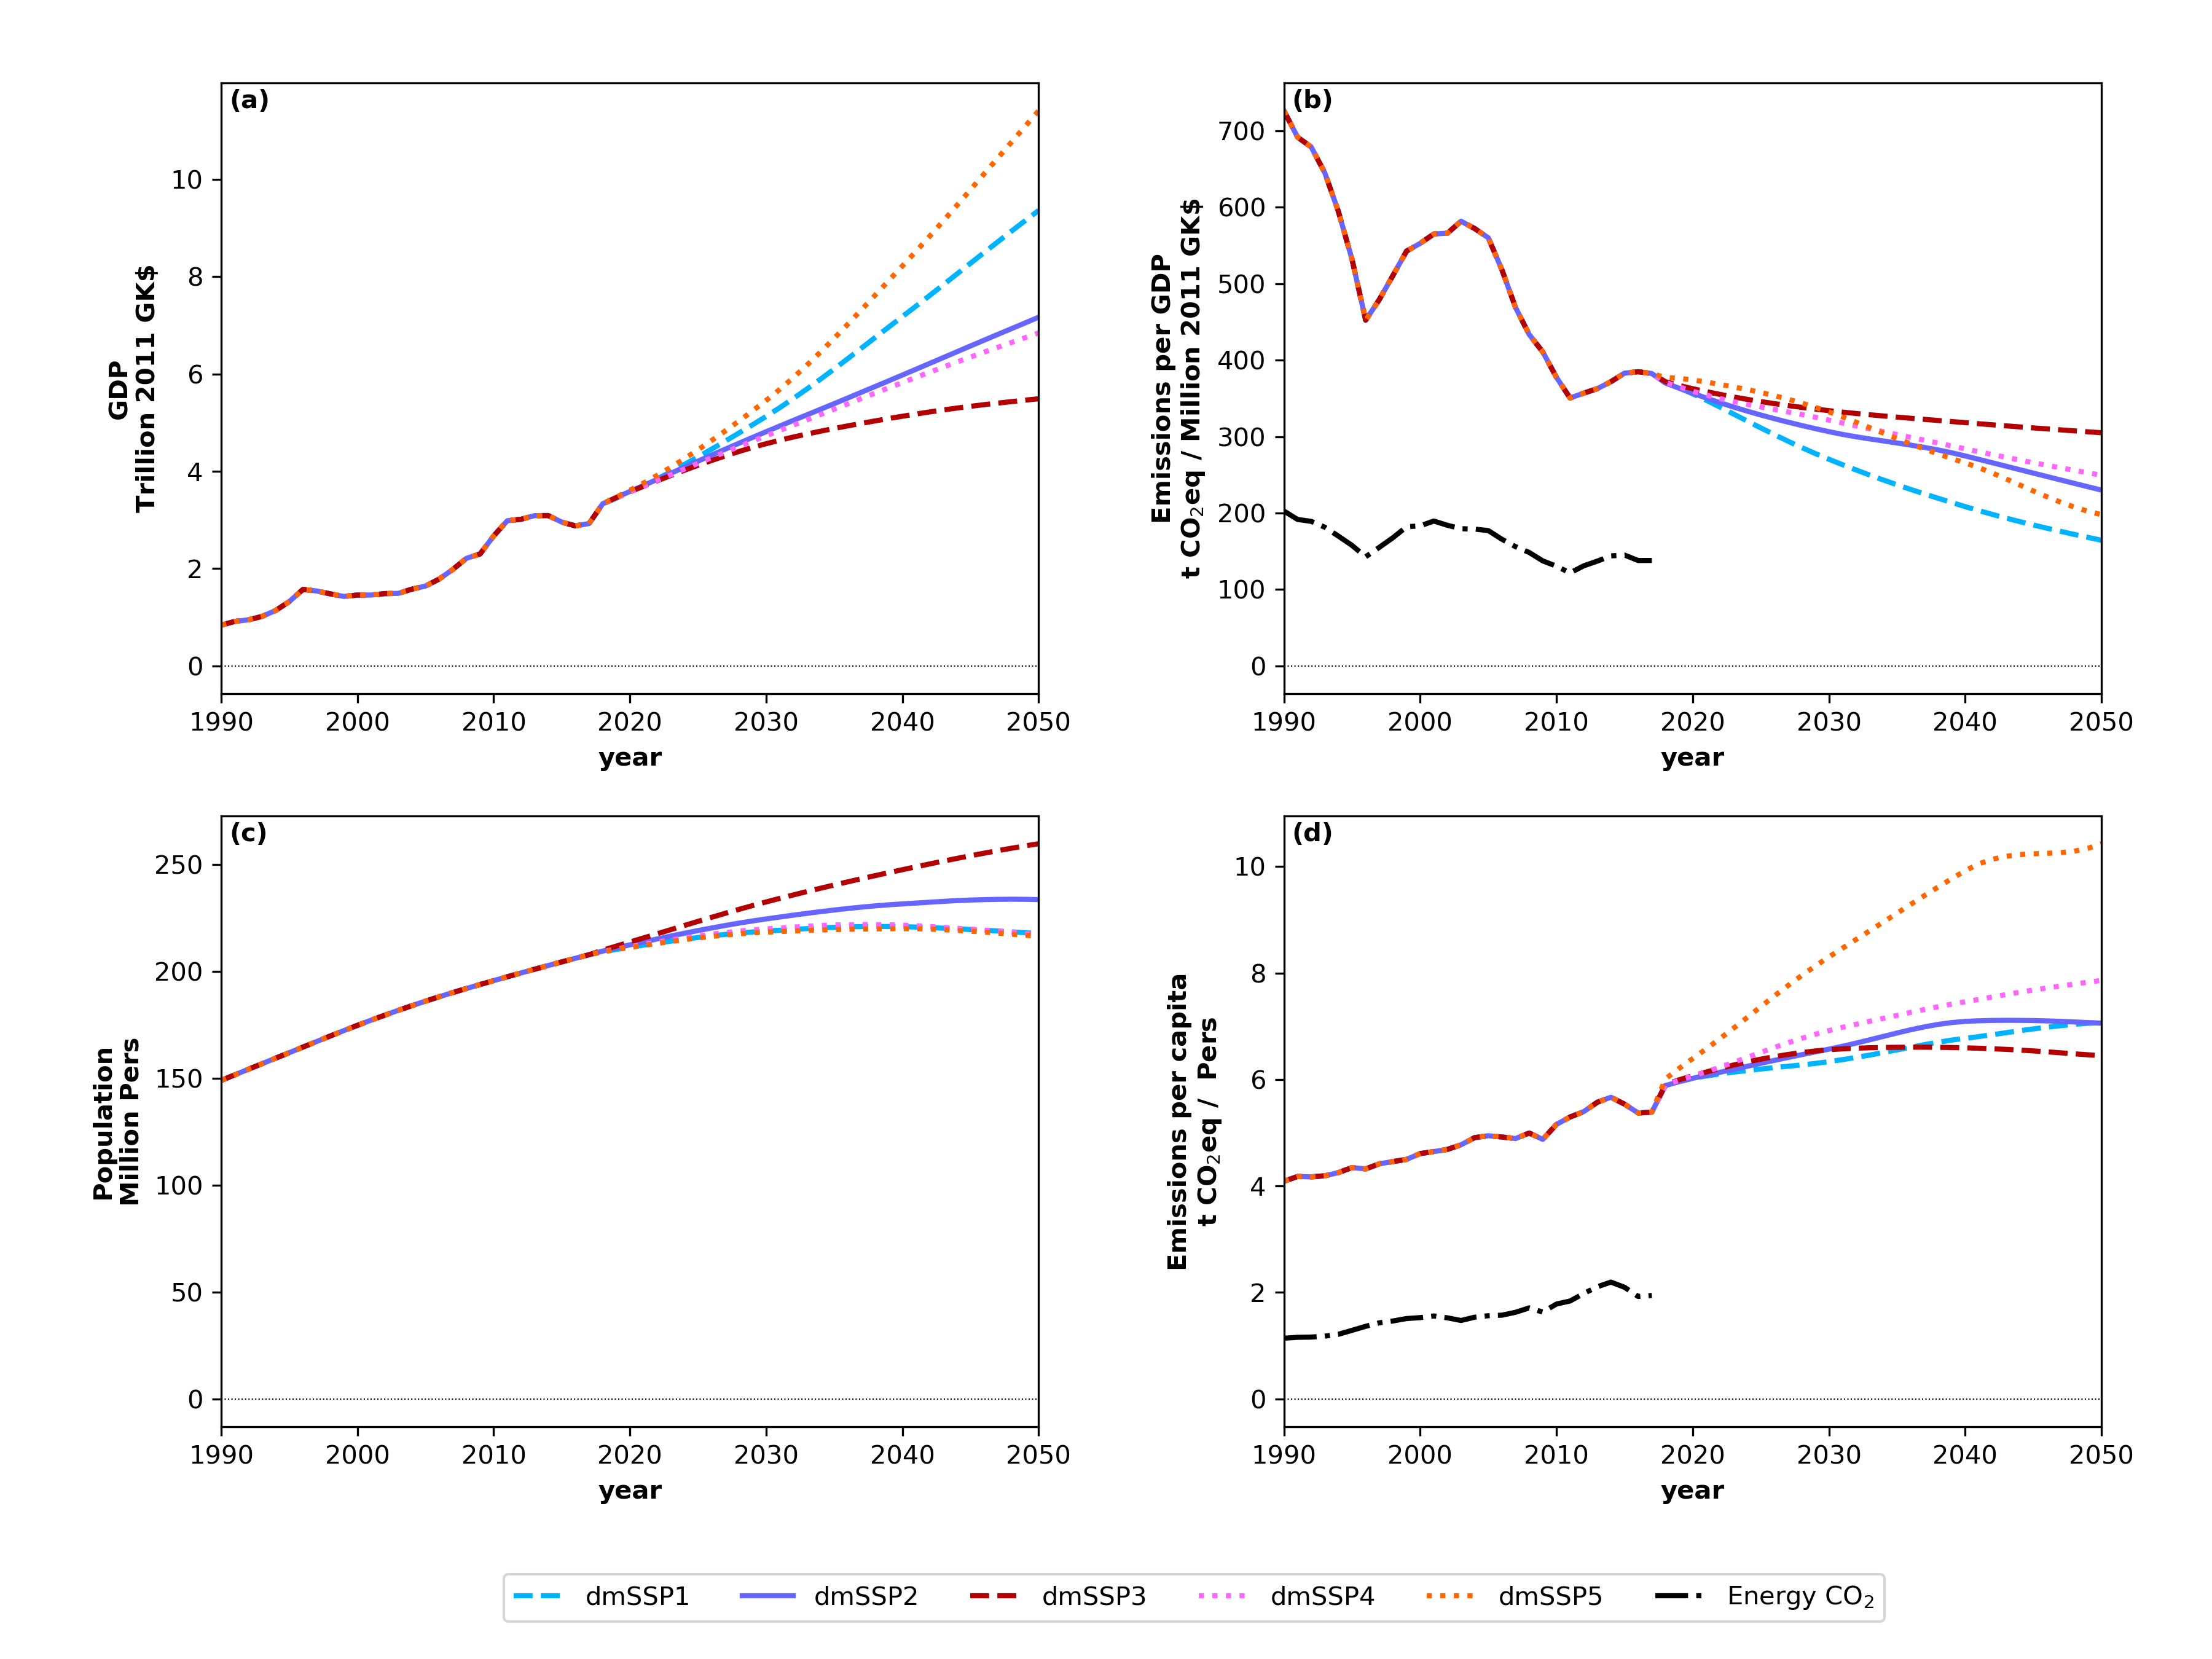 (a)
GDP
Trillion 2011 GK$
10
8
6
4
2
0
1990 2000 2010 2020 2030 2040 2050
year
(b)
Emissions per GDP
t CO₂eq / Million 2011 GK$
700
600
500
400
300
200
100
0
1990 2000 2010 2020 2030 2040 2050
year
(c)
Population
Million Pers
250
200
150
100
50
0
1990 2000 2010 2020 2030 2040 2050
year
(d)
Emissions per capita
t CO₂eq / Pers
10
8
6
4
2
0
1990 2000 2010 2020 2030 2040 2050
year
dmSSP1 dmSSP2 dmSSP3 dmSSP4 dmSSP5 Energy CO₂